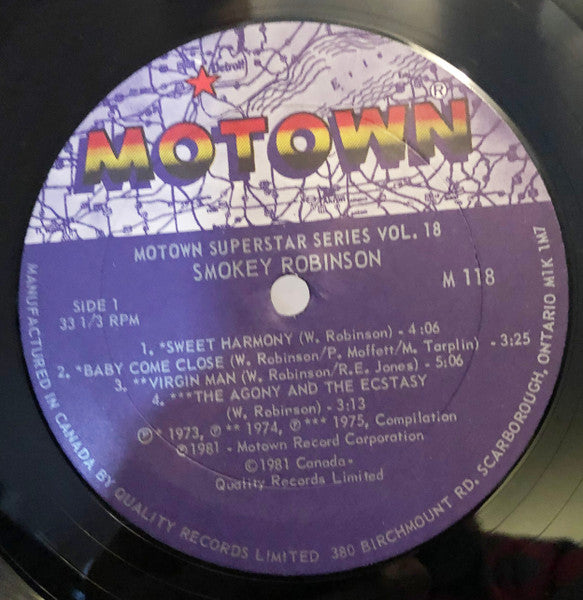 Detroit
MOTOWN®
MOTOWN SUPERSTAR SERIES VOL. 18
SMOKEY ROBINSON
M 118
SIDE 1
33 1/3 RPM
1. *SWEET HARMONY (W. Robinson) - 4:06
2. *BABY COME CLOSE (W. Robinson/P. Moffett/M. Tarplin) - 3:25
3. **VIRGIN MAN (W. Robinson/R.E. Jones) - 5:06
4. ***THE AGONY AND THE ECSTASY
(W. Robinson) - 3:13
℗* 1973, ℗** 1974, ℗*** 1975, Compilation
℗1981 - Motown Record Corporation
©1981 Canada-
Quality Records Limited
MANUFACTURED IN CANADA BY QUALITY RECORDS LIMITED 380 BIRCHMOUNT RD, SCARBOROUGH, ONTARIO M1K 1M7